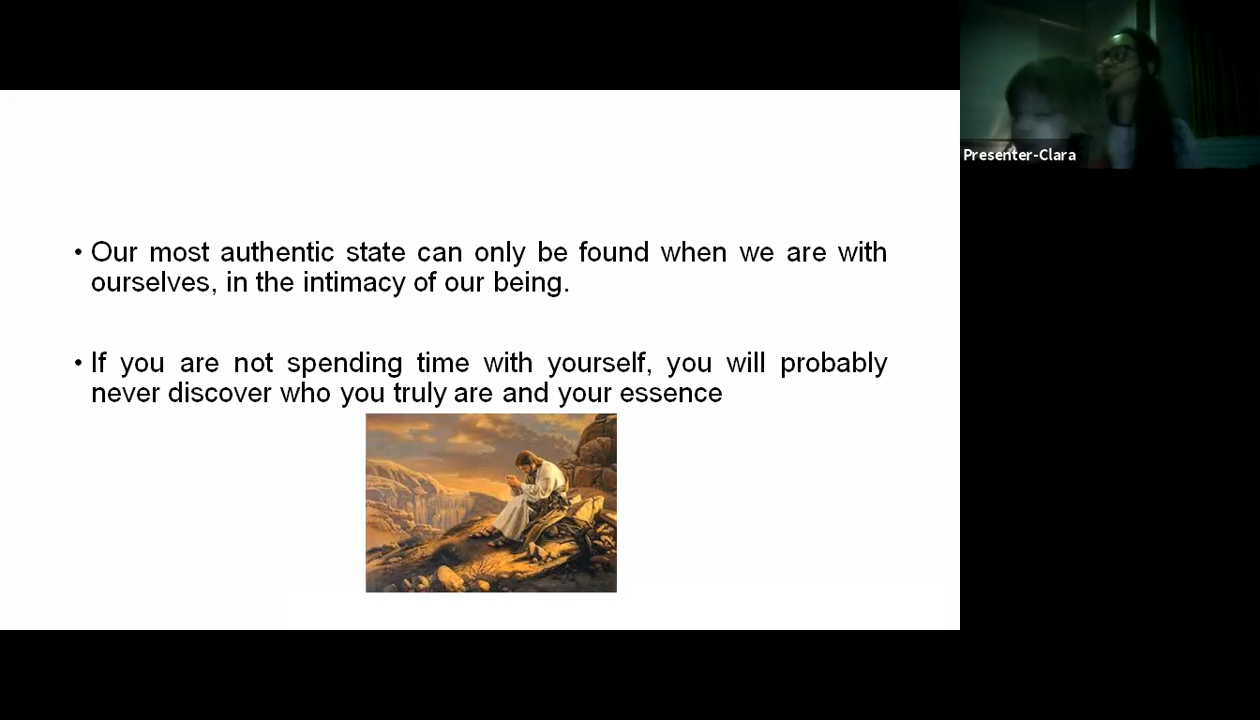 • Our most authentic state can only be found when we are with
ourselves, in the intimacy of our being.
• If you are not spending time with yourself, you will probably
never discover who you truly are and your essence
Presenter-Clara